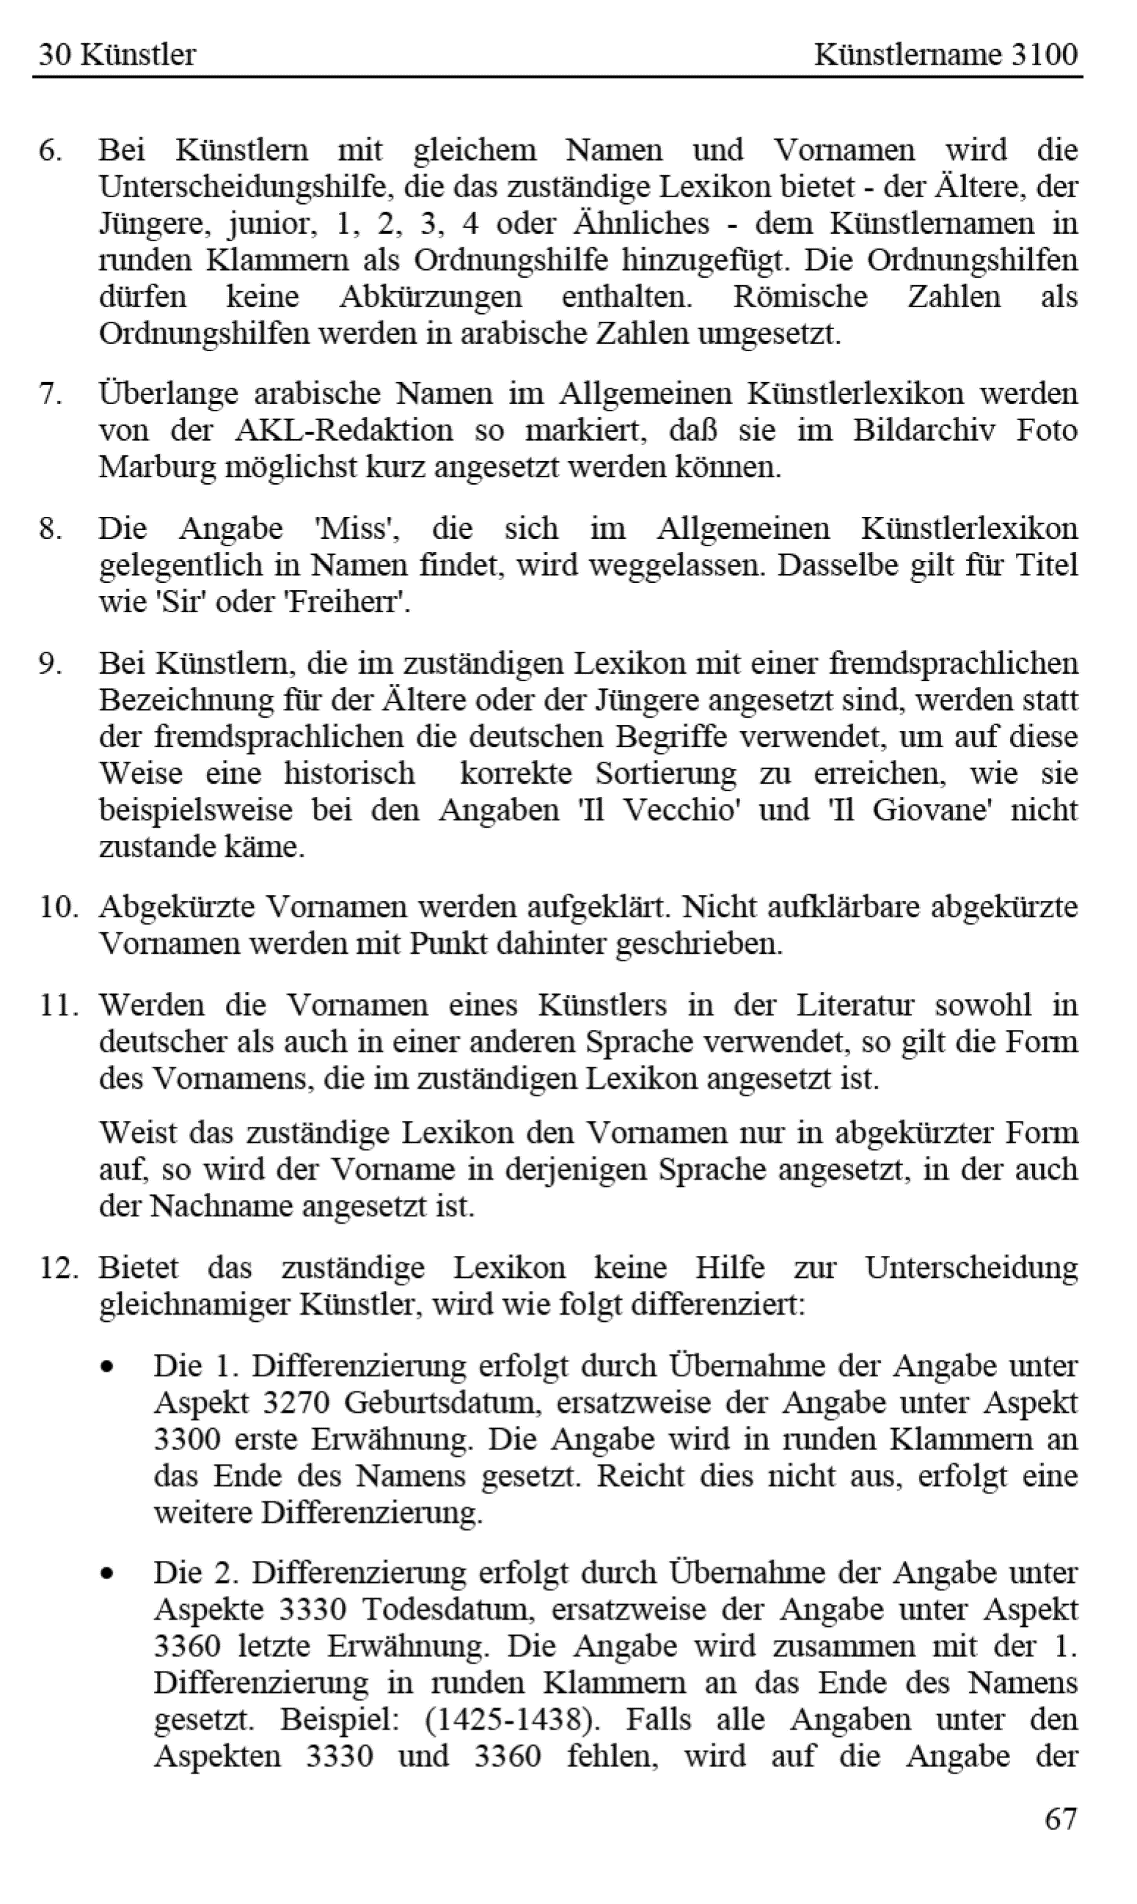 30 Künstler Künstlername 3100
6. Bei Künstlern mit gleichem Namen und Vornamen wird die
Unterscheidungshilfe, die das zuständige Lexikon bietet - der Ältere, der
Jüngere, junior, 1, 2, 3, 4 oder Ähnliches - dem Künstlernamen in
runden Klammern als Ordnungshilfe hinzugefügt. Die Ordnungshilfen
dürfen keine Abkürzungen enthalten. Römische Zahlen als
Ordnungshilfen werden in arabische Zahlen umgesetzt.
7. Überlange arabische Namen im Allgemeinen Künstlerlexikon werden
von der AKL-Redaktion so markiert, daß sie im Bildarchiv Foto
Marburg möglichst kurz angesetzt werden können.
8. Die Angabe 'Miss', die sich im Allgemeinen Künstlerlexikon
gelegentlich in Namen findet, wird weggelassen. Dasselbe gilt für Titel
wie 'Sir' oder 'Freiherr'.
9. Bei Künstlern, die im zuständigen Lexikon mit einer fremdsprachlichen
Bezeichnung für der Ältere oder der Jüngere angesetzt sind, werden statt
der fremdsprachlichen die deutschen Begriffe verwendet, um auf diese
Weise eine historisch korrekte Sortierung zu erreichen, wie sie
beispielsweise bei den Angaben 'Il Vecchio' und 'Il Giovane' nicht
zustande käme.
10. Abgekürzte Vornamen werden aufgeklärt. Nicht aufklärbare abgekürzte
Vornamen werden mit Punkt dahinter geschrieben.
11. Werden die Vornamen eines Künstlers in der Literatur sowohl in
deutscher als auch in einer anderen Sprache verwendet, so gilt die Form
des Vornamens, die im zuständigen Lexikon angesetzt ist.
Weist das zuständige Lexikon den Vornamen nur in abgekürzter Form
auf, so wird der Vorname in derjenigen Sprache angesetzt, in der auch
der Nachname angesetzt ist.
12. Bietet das zuständige Lexikon keine Hilfe zur Unterscheidung
gleichnamiger Künstler, wird wie folgt differenziert:
• Die 1. Differenzierung erfolgt durch Übernahme der Angabe unter
Aspekt 3270 Geburtsdatum, ersatzweise der Angabe unter Aspekt
3300 erste Erwähnung. Die Angabe wird in runden Klammern an
das Ende des Namens gesetzt. Reicht dies nicht aus, erfolgt eine
weitere Differenzierung.
• Die 2. Differenzierung erfolgt durch Übernahme der Angabe unter
Aspekte 3330 Todesdatum, ersatzweise der Angabe unter Aspekt
3360 letzte Erwähnung. Die Angabe wird zusammen mit der 1.
Differenzierung in runden Klammern an das Ende des Namens
gesetzt. Beispiel: (1425-1438). Falls alle Angaben unter den
Aspekten 3330 und 3360 fehlen, wird auf die Angabe der
67